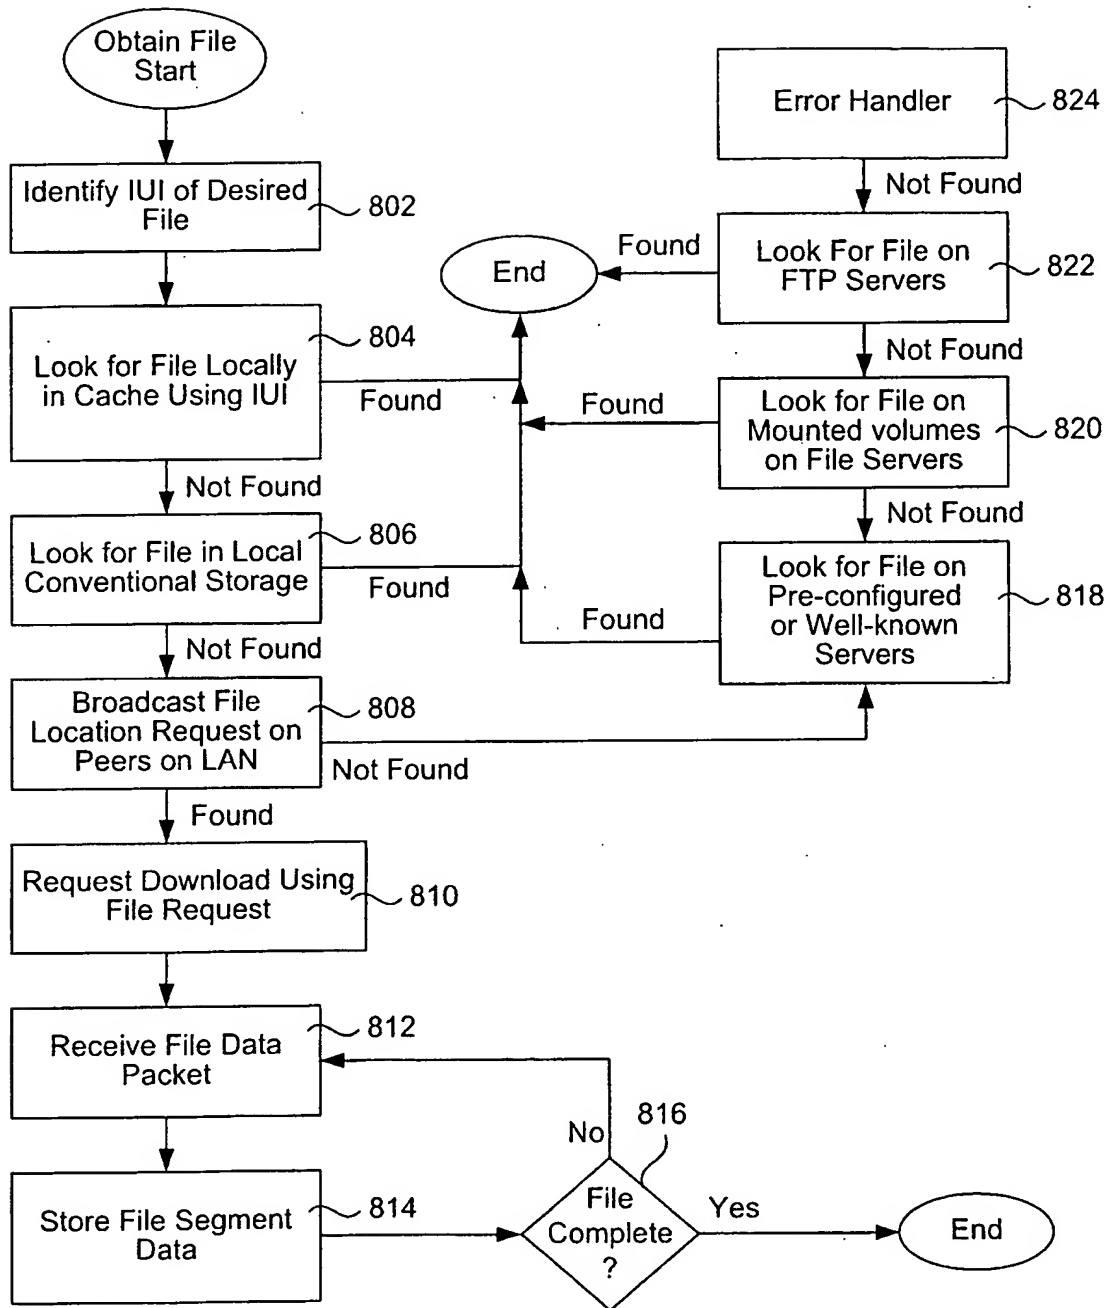 Obtain File
Start
Identify IUI of Desired
File
802
Look for File Locally
in Cache Using IUI
804
Found
Not Found
Look for File in Local
Conventional Storage
806
Found
Not Found
Broadcast File
Location Request on
Peers on LAN
808
Not Found
Found
Request Download Using
File Request
810
Receive File Data
Packet
812
Store File Segment
Data
814
File
Complete
?
816
No
Yes
End
Error Handler
824
Not Found
Look For File on
FTP Servers
822
Found
End
Not Found
Look for File on
Mounted volumes
on File Servers
820
Found
Not Found
Look for File on
Pre-configured
or Well-known
Servers
818
Found